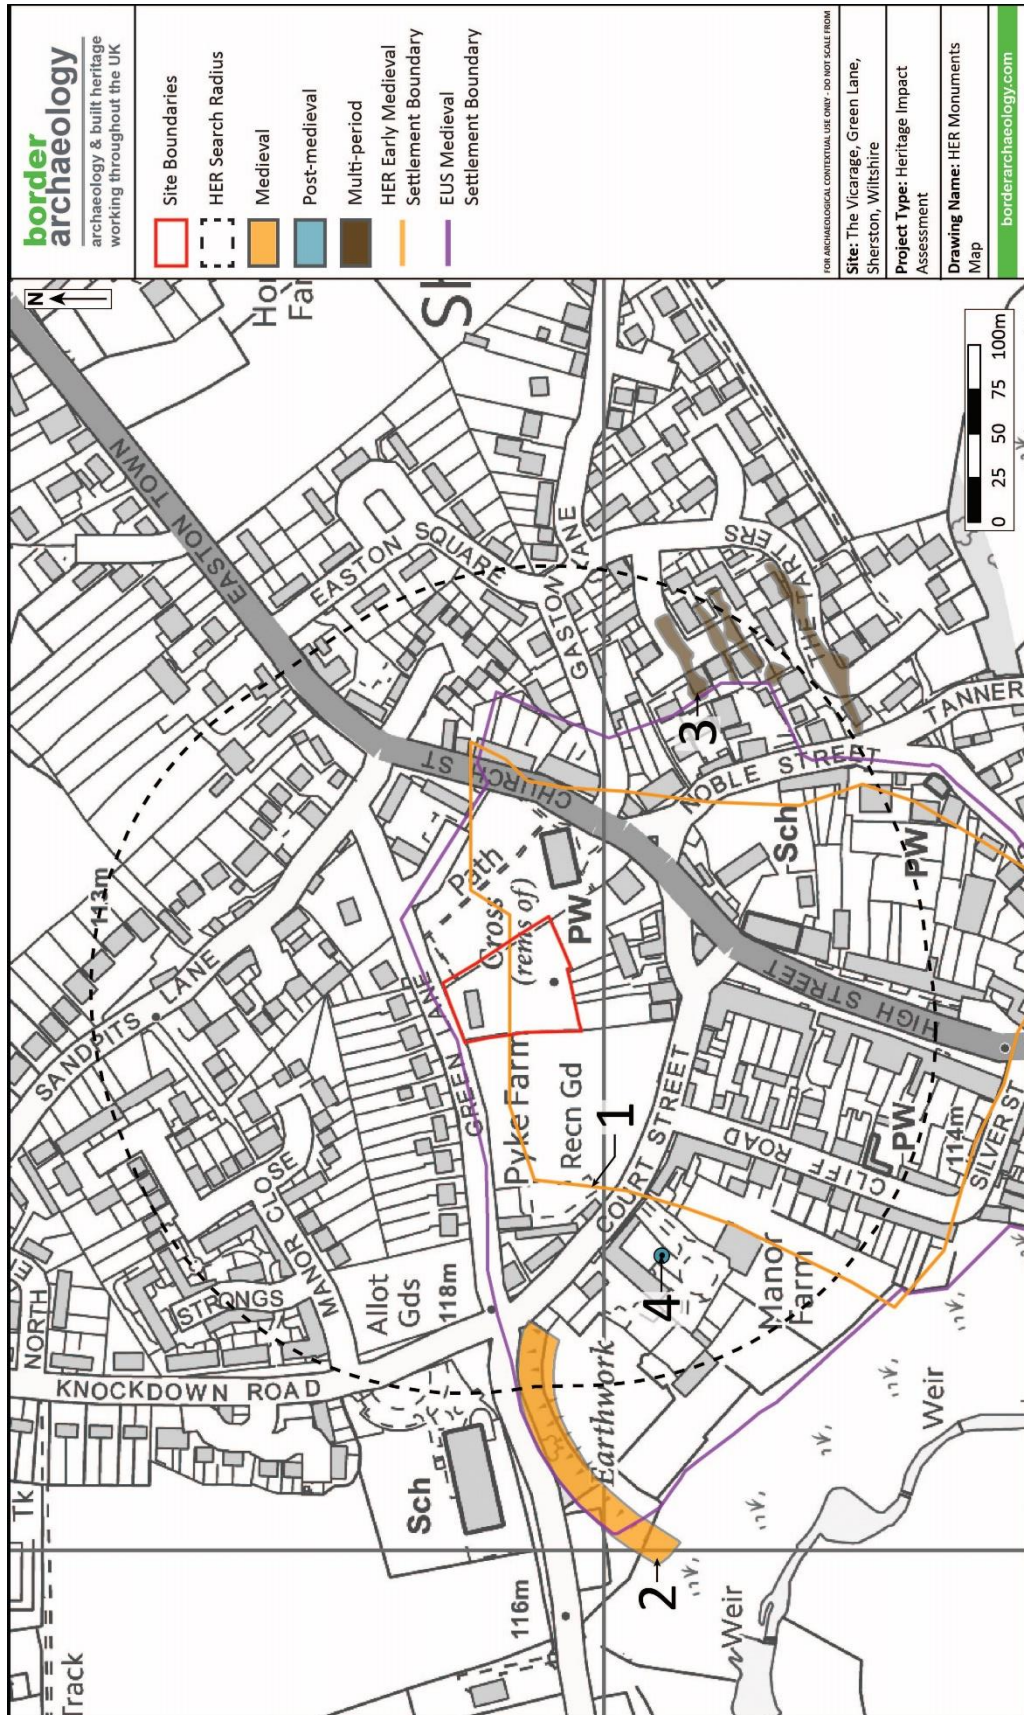 border
archaeology
archaeology & built heritage
working throughout the UK
Site Boundaries
HER Search Radius
Medieval
Post-medieval
Multi-period
HER Early Medieval
Settlement Boundary
EUS Medieval
Settlement Boundary
FOR ARCHAEOLOGICAL CONTEXTUAL USE ONLY - DO NOT SCALE FROM
Site: The Vicarage, Green Lane,
Sherston, Wiltshire
Project Type: Heritage Impact
Assessment
Drawing Name: HER Monuments
Map
borderarchaeology.com
N
0 25 50 75 100m
Track
Tk
NORTH
KNOCKDOWN ROAD
STRONGS
MANOR CLOSE
SANDPITS LANE
113m
EASTON TOWN
EASTON SQUARE
Sch
Allot
Gds
118m
GREEN LANE
116m
Pyke Farm
Recn Gd
Path
Cross
(rems of)
PW
CHURCH ST
GASTON LANE
THE TARTERS
Earthwork
COURT STREET
1
2
3
4
Manor
Farm
CLIFF ROAD
PW
114m
SILVER ST
HIGH STREET
Sch
PW
NOBLE STREET
TANNER
Weir
Weir